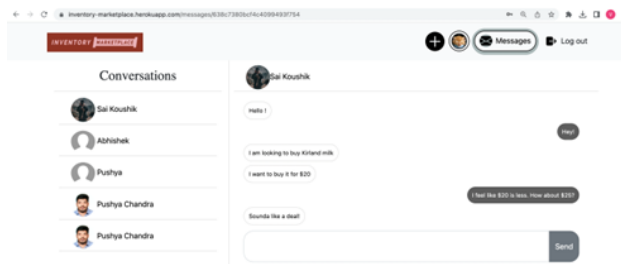 inventory-marketplace.herokuapp.com/messages/638c7380bcf4c4099493f754
INVENTORY MARKETPLACE
Messages
Log out
Conversations
Sai Koushik
Abhishek
Pushya
Pushya Chandra
Pushya Chandra
Sai Koushik
Hello !
Hey!
I am looking to buy Kirland milk
I want to buy it for $20
I feel like $20 is less. How about $25?
Sounda like a deal!
Send